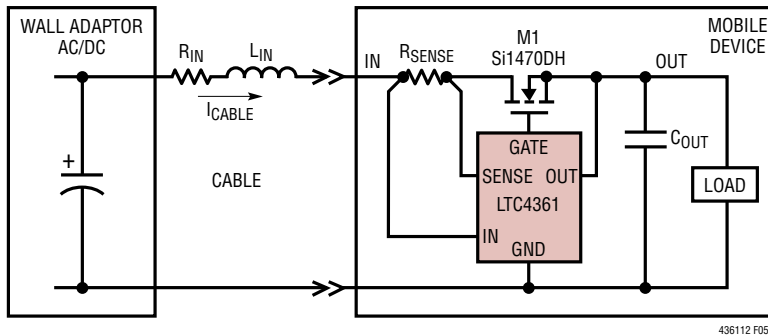 WALL ADAPTOR
AC/DC
+
R_IN
L_IN
I_CABLE
CABLE
IN
R_SENSE
M1
Si1470DH
MOBILE
DEVICE
OUT
GATE
SENSE OUT
LTC4361
IN
GND
C_OUT
LOAD
436112 F05